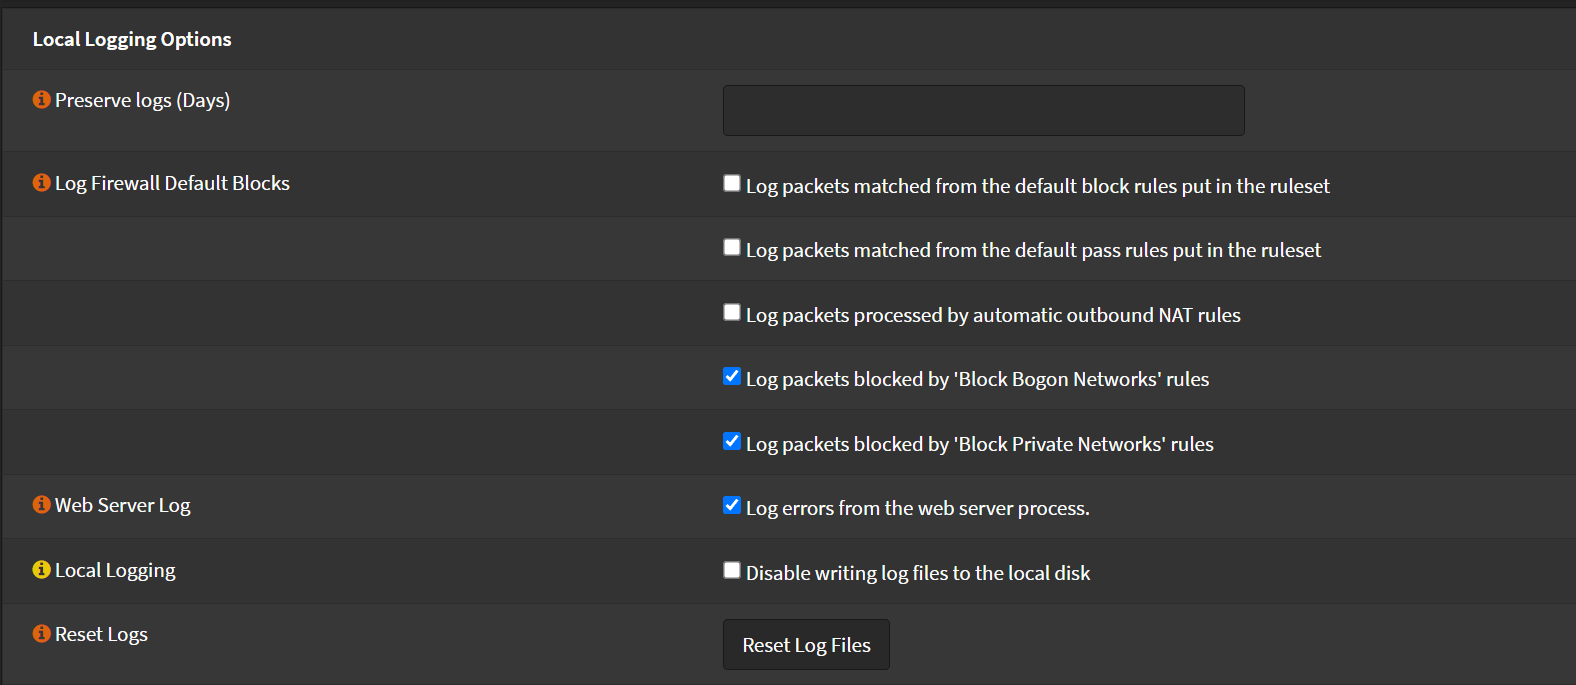 Local Logging Options
Preserve logs (Days)
Log Firewall Default Blocks
Log packets matched from the default block rules put in the ruleset
Log packets matched from the default pass rules put in the ruleset
Log packets processed by automatic outbound NAT rules
Log packets blocked by 'Block Bogon Networks' rules
Log packets blocked by 'Block Private Networks' rules
Web Server Log
Log errors from the web server process.
Local Logging
Disable writing log files to the local disk
Reset Logs
Reset Log Files